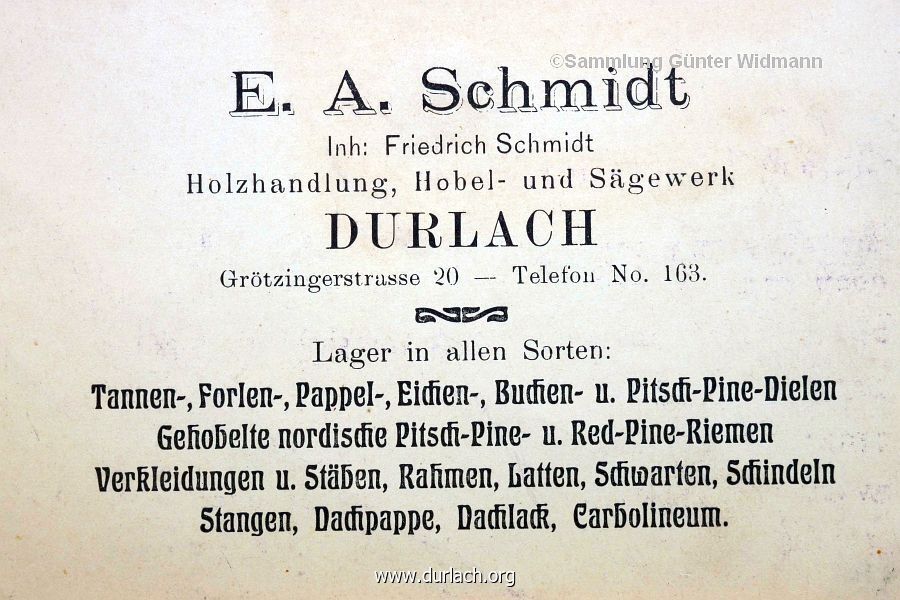 ©Sammlung Günter Widmann
E. A. Schmidt
Inh: Friedrich Schmidt
Holzhandlung, Hobel- und Sägewerk
DURLACH
Grötzingerstrasse 20 — Telefon No. 163.
Lager in allen Sorten:
Tannen-, Forlen-, Pappel-, Eichen-, Buchen- u. Pitsch-Pine-Dielen
Gehobelte nordische Pitsch-Pine- u. Red-Pine-Riemen
Verkleidungen u. Stäben, Rahmen, Latten, Schwarten, Schindeln
Stangen, Dachpappe, Dachlack, Carbolineum.
www.durlach.org